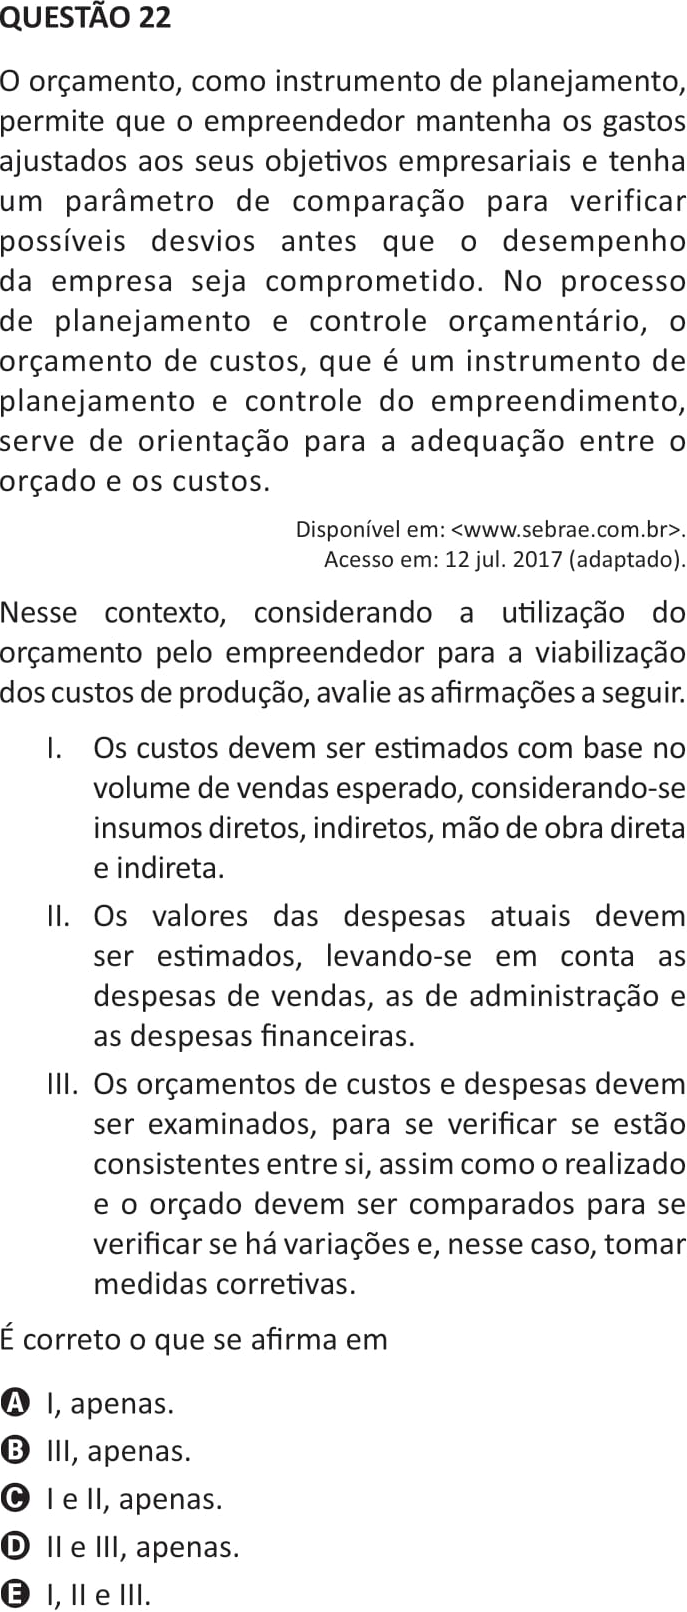 QUESTÃO 22
O orçamento, como instrumento de planejamento,
permite que o empreendedor mantenha os gastos
ajustados aos seus objetivos empresariais e tenha
um parâmetro de comparação para verificar
possíveis desvios antes que o desempenho
da empresa seja comprometido. No processo
de planejamento e controle orçamentário, o
orçamento de custos, que é um instrumento de
planejamento e controle do empreendimento,
serve de orientação para a adequação entre o
orçado e os custos.
Disponível em: <www.sebrae.com.br>.
Acesso em: 12 jul. 2017 (adaptado).
Nesse contexto, considerando a utilização do
orçamento pelo empreendedor para a viabilização
dos custos de produção, avalie as afirmações a seguir.
I. Os custos devem ser estimados com base no
volume de vendas esperado, considerando-se
insumos diretos, indiretos, mão de obra direta
e indireta.
II. Os valores das despesas atuais devem
ser estimados, levando-se em conta as
despesas de vendas, as de administração e
as despesas financeiras.
III. Os orçamentos de custos e despesas devem
ser examinados, para se verificar se estão
consistentes entre si, assim como o realizado
e o orçado devem ser comparados para se
verificar se há variações e, nesse caso, tomar
medidas corretivas.
É correto o que se afirma em
A I, apenas.
B III, apenas.
C I e II, apenas.
D II e III, apenas.
E I, II e III.